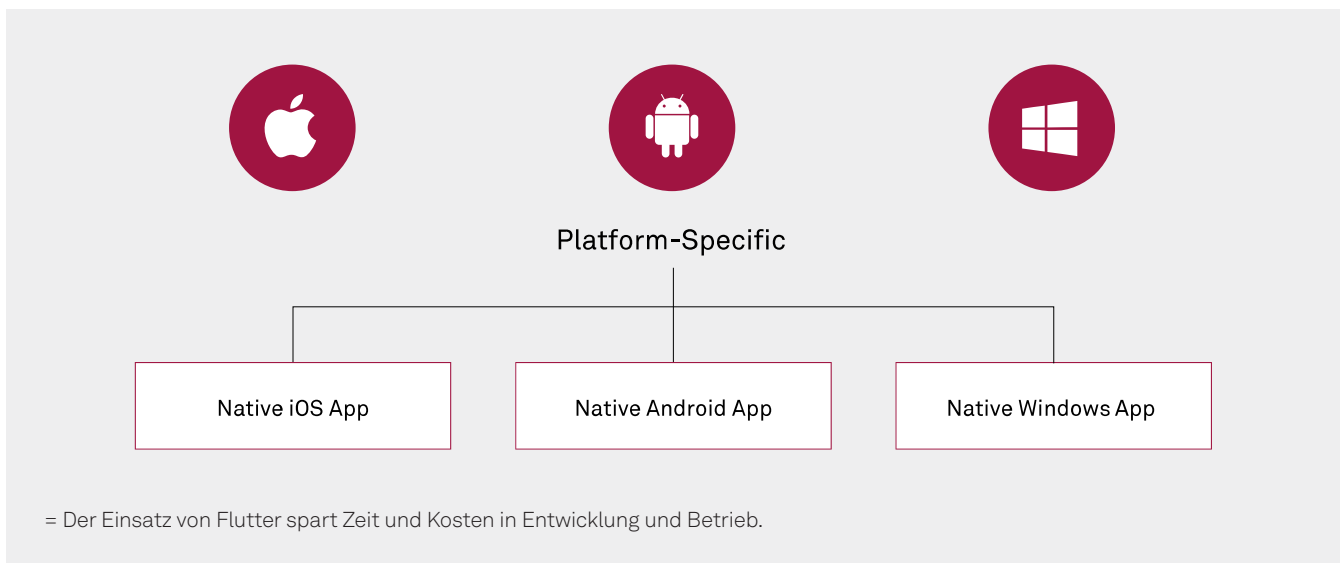 Platform-Specific
Native iOS App
Native Android App
Native Windows App
= Der Einsatz von Flutter spart Zeit und Kosten in Entwicklung und Betrieb.